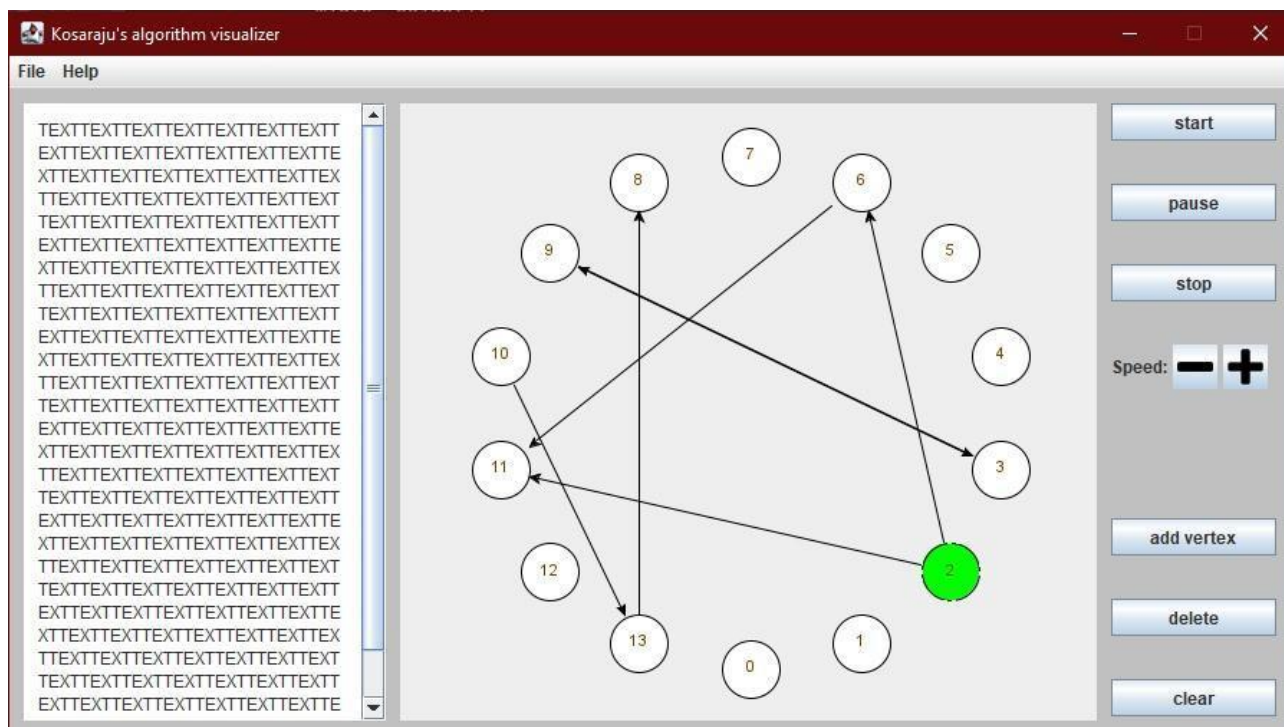 Kosaraju's algorithm visualizer
File Help
TEXTTEXTTEXTTEXTTEXTTEXTTEXTT
EXTTEXTTEXTTEXTTEXTTEXTTEXTTE
XTTEXTTEXTTEXTTEXTTEXTTEXTTEX
TTEXTTEXTTEXTTEXTTEXTTEXTTEXT
TEXTTEXTTEXTTEXTTEXTTEXTTEXTT
EXTTEXTTEXTTEXTTEXTTEXTTEXTTE
XTTEXTTEXTTEXTTEXTTEXTTEXTTEX
TTEXTTEXTTEXTTEXTTEXTTEXTTEXT
TEXTTEXTTEXTTEXTTEXTTEXTTEXTT
EXTTEXTTEXTTEXTTEXTTEXTTEXTTE
XTTEXTTEXTTEXTTEXTTEXTTEXTTEX
TTEXTTEXTTEXTTEXTTEXTTEXTTEXT
TEXTTEXTTEXTTEXTTEXTTEXTTEXTT
EXTTEXTTEXTTEXTTEXTTEXTTEXTTE
XTTEXTTEXTTEXTTEXTTEXTTEXTTEX
TTEXTTEXTTEXTTEXTTEXTTEXTTEXT
TEXTTEXTTEXTTEXTTEXTTEXTTEXTT
EXTTEXTTEXTTEXTTEXTTEXTTEXTTE
XTTEXTTEXTTEXTTEXTTEXTTEXTTEX
TTEXTTEXTTEXTTEXTTEXTTEXTTEXT
TEXTTEXTTEXTTEXTTEXTTEXTTEXTT
EXTTEXTTEXTTEXTTEXTTEXTTEXTTE
XTTEXTTEXTTEXTTEXTTEXTTEXTTEX
TTEXTTEXTTEXTTEXTTEXTTEXTTEXT
TEXTTEXTTEXTTEXTTEXTTEXTTEXTT
EXTTEXTTEXTTEXTTEXTTEXTTEXTTE
7
8
6
9
5
10
4
11
3
12
2
13
1
0
start
pause
stop
Speed:
add vertex
delete
clear